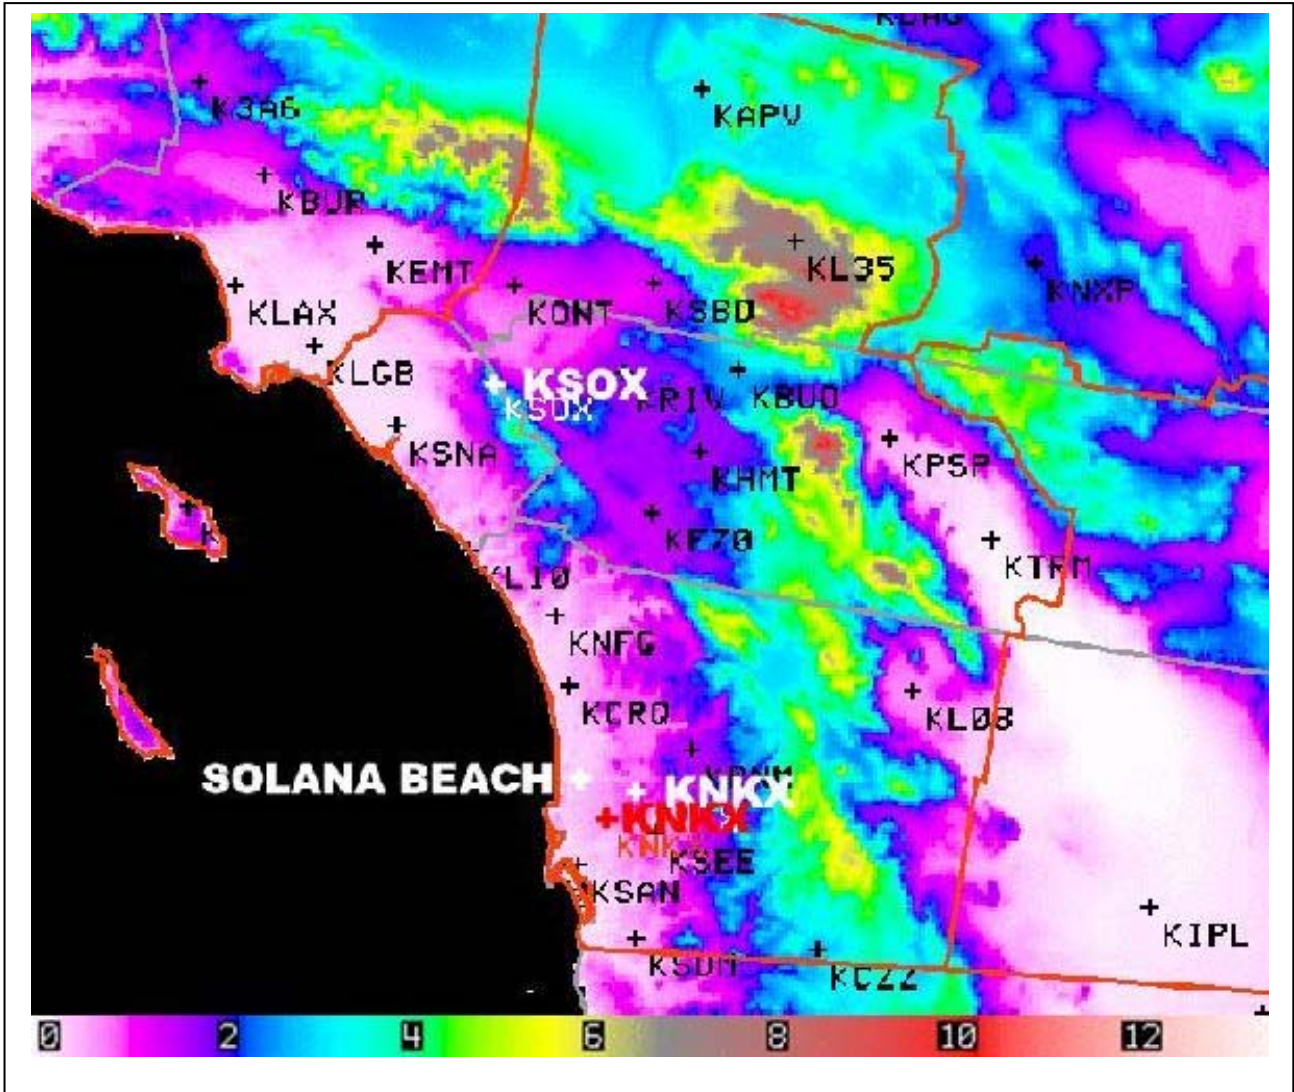 K3A6
KAPV
KBUR
KEMT
KL35
KNXP
KLAX
KONT
KSBD
KLGB
KSOX
KSOX
KRIV
KBUO
KSNA
KHMT
KPSP
K
KF70
KTRM
KL10
KNFG
KCRQ
KL08
SOLANA BEACH
KNKX
KNKX
KSEE
KSAN
KIPL
KSDM
KCZZ
0 2 4 6 8 10 12